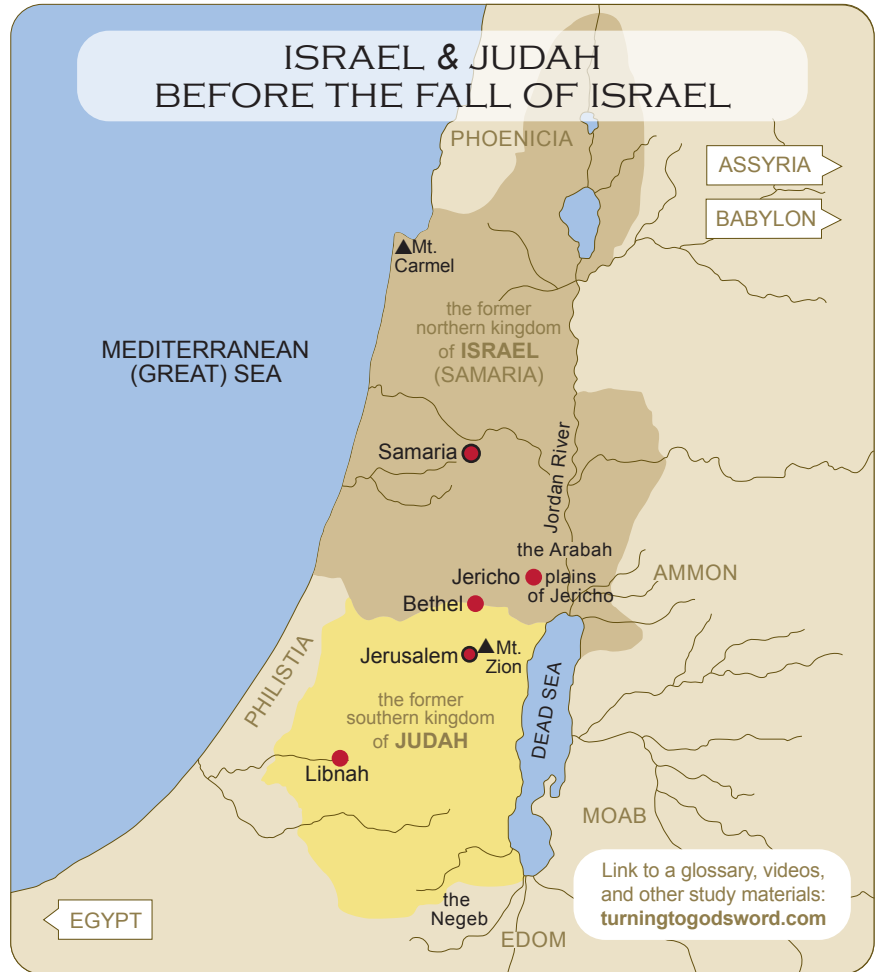 ISRAEL & JUDAH
BEFORE THE FALL OF ISRAEL
PHOENICIA
ASSYRIA
BABYLON
Mt.
Carmel
the former
northern kingdom
of ISRAEL
(SAMARIA)
MEDITERRANEAN
(GREAT) SEA
Samaria
Jordan River
the Arabah
Jericho
plains
of Jericho
AMMON
Bethel
Jerusalem
Mt.
Zion
PHILISTIA
the former
southern kingdom
of JUDAH
DEAD SEA
Libnah
MOAB
Link to a glossary, videos,
and other study materials:
turningtogodsword.com
the
Negeb
EGYPT
EDOM